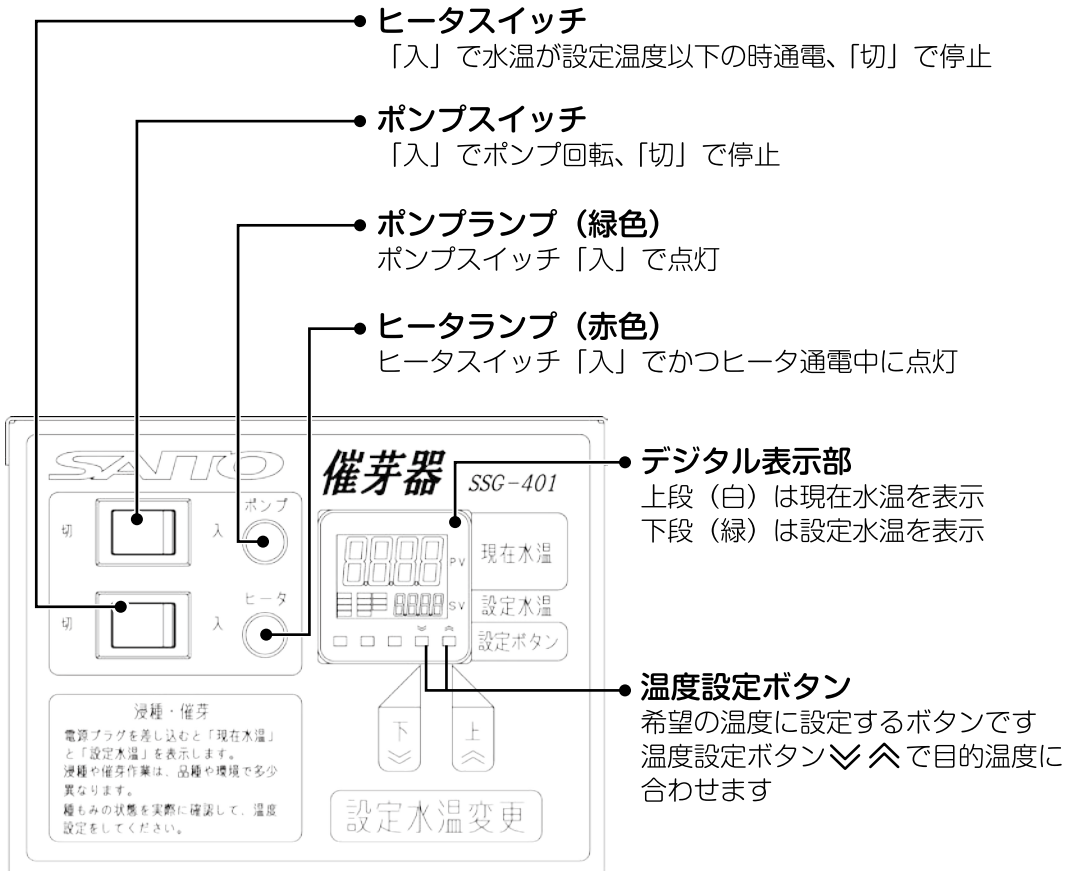 ヒータスイッチ
「入」で水温が設定温度以下の時通電、「切」で停止
ポンプスイッチ
「入」でポンプ回転、「切」で停止
ポンプランプ（緑色）
ポンプスイッチ「入」で点灯
ヒータランプ（赤色）
ヒータスイッチ「入」でかつヒータ通電中に点灯
SAITO
催芽器 SSG-401
ポンプ
切
入
ヒータ
切
入
PV
現在水温
SV
設定水温
設定ボタン
下
上
設定水温変更
浸種・催芽
電源プラグを差し込むと「現在水温」
と「設定水温」を表示します。
浸種や催芽作業は、品種や環境で多少
異なります。
種もみの状態を実際に確認して、温度
設定をしてください。
デジタル表示部
上段（白）は現在水温を表示
下段（緑）は設定水温を表示
温度設定ボタン
希望の温度に設定するボタンです
温度設定ボタン︾︽で目的温度に
合わせます